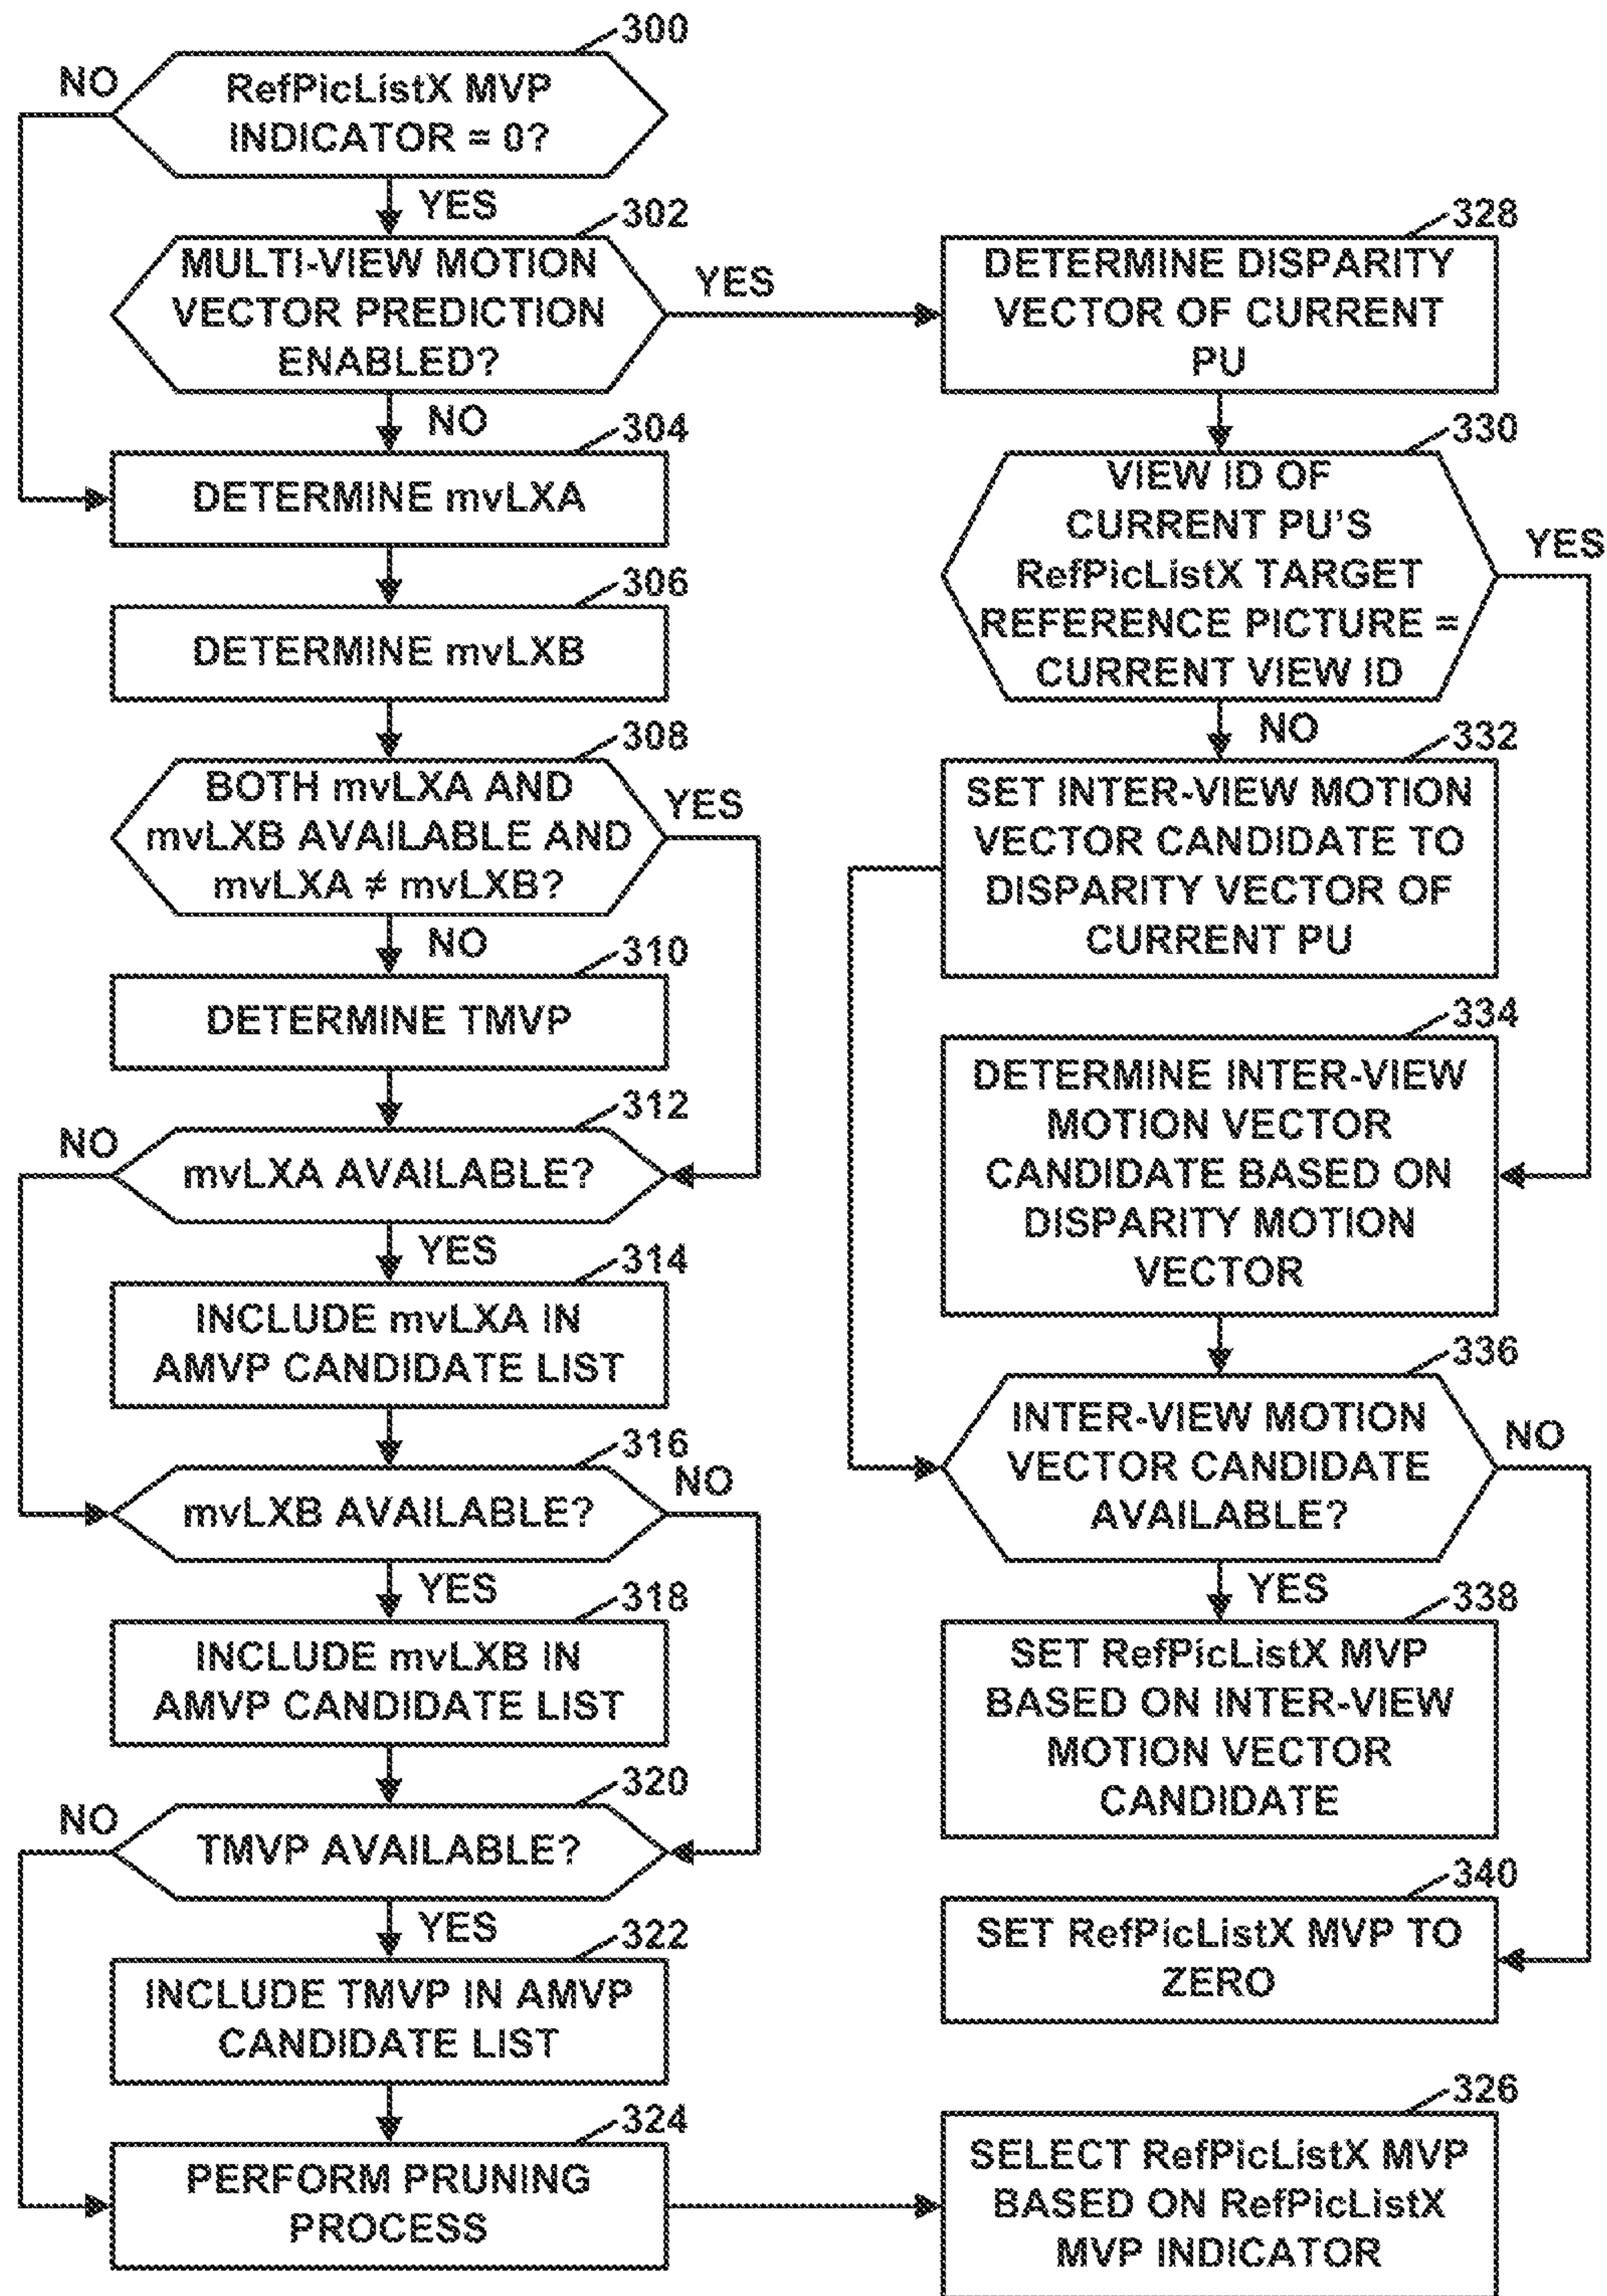 300
NO
RefPicListX MVP
INDICATOR = 0?
YES
302
MULTI-VIEW MOTION
VECTOR PREDICTION
ENABLED?
YES
NO
304
DETERMINE mvLXA
306
DETERMINE mvLXB
308
BOTH mvLXA AND
mvLXB AVAILABLE AND
mvLXA ≠ mvLXB?
YES
NO
310
DETERMINE TMVP
312
NO
mvLXA AVAILABLE?
YES
314
INCLUDE mvLXA IN
AMVP CANDIDATE LIST
316
NO
mvLXB AVAILABLE?
YES
318
INCLUDE mvLXB IN
AMVP CANDIDATE LIST
320
NO
TMVP AVAILABLE?
YES
322
INCLUDE TMVP IN AMVP
CANDIDATE LIST
324
PERFORM PRUNING
PROCESS
328
DETERMINE DISPARITY
VECTOR OF CURRENT
PU
330
VIEW ID OF
CURRENT PU'S
RefPicListX TARGET
REFERENCE PICTURE =
CURRENT VIEW ID
YES
NO
332
SET INTER-VIEW MOTION
VECTOR CANDIDATE TO
DISPARITY VECTOR OF
CURRENT PU
334
DETERMINE INTER-VIEW
MOTION VECTOR
CANDIDATE BASED ON
DISPARITY MOTION
VECTOR
336
INTER-VIEW MOTION
VECTOR CANDIDATE
AVAILABLE?
NO
YES
338
SET RefPicListX MVP
BASED ON INTER-VIEW
MOTION VECTOR
CANDIDATE
340
SET RefPicListX MVP TO
ZERO
326
SELECT RefPicListX MVP
BASED ON RefPicListX
MVP INDICATOR